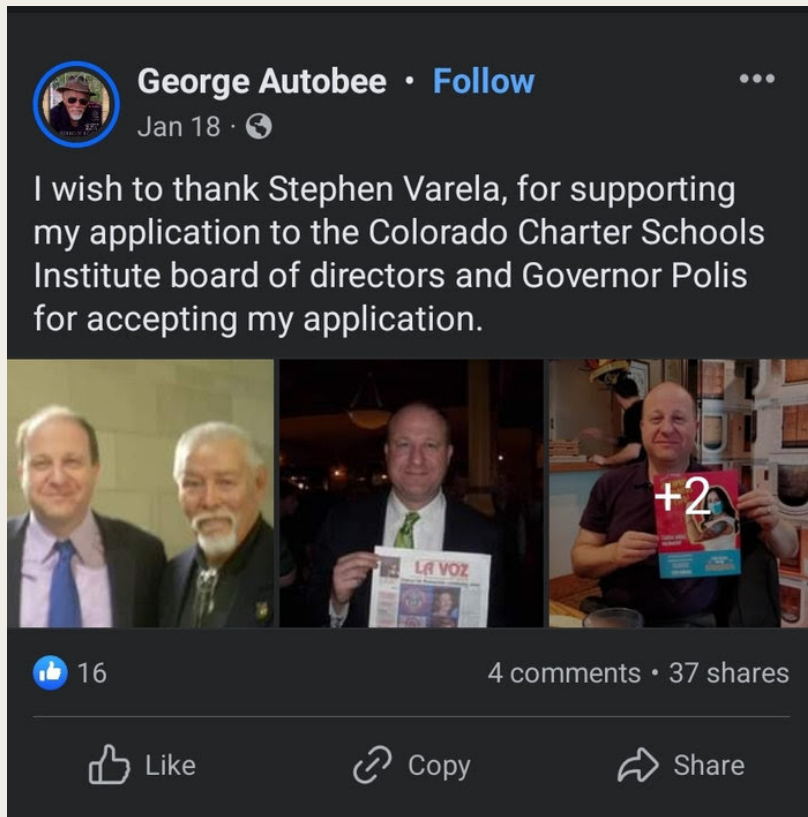 George Autobee • Follow
Jan 18 ·
I wish to thank Stephen Varela, for supporting
my application to the Colorado Charter Schools
Institute board of directors and Governor Polis
for accepting my application.
LA VOZ
+2
16
4 comments • 37 shares
Like
Copy
Share